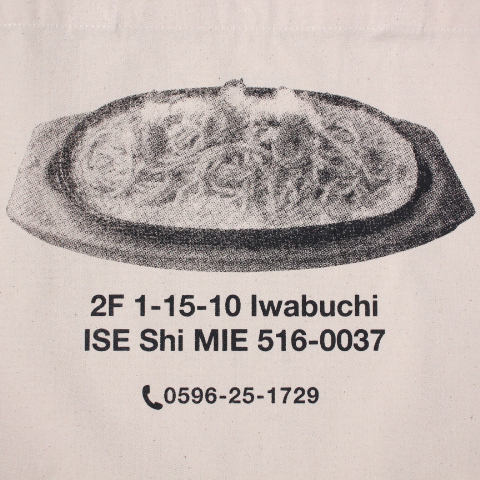 2F 1-15-10 Iwabuchi
ISE Shi MIE 516-0037
0596-25-1729